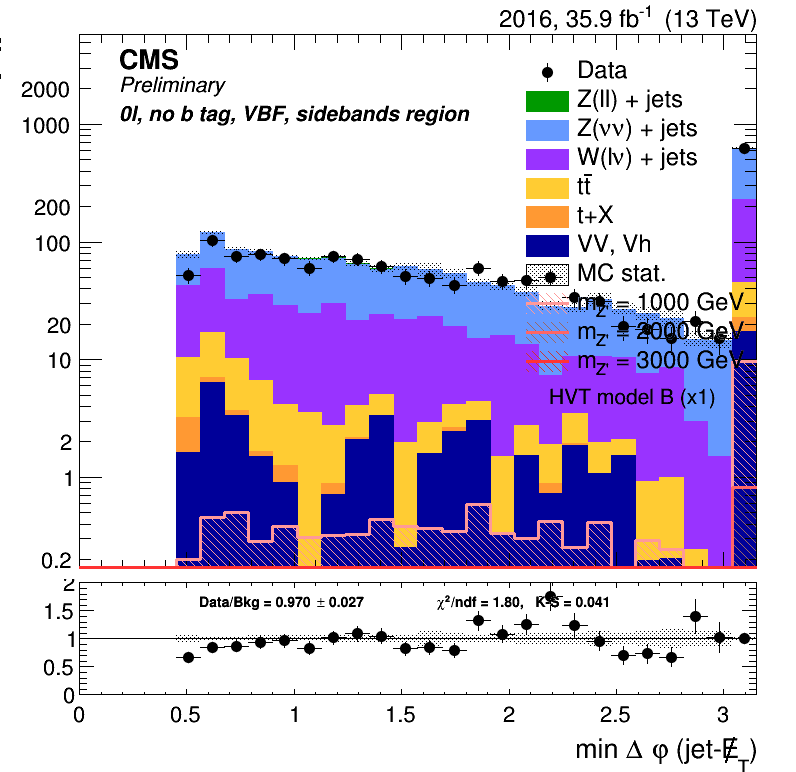 2016, 35.9 fb⁻¹ (13 TeV)
CMS
Preliminary
0l, no b tag, VBF, sidebands region
Data
Z(ll) + jets
Z(νν) + jets
W(lν) + jets
tt̄
t+X
VV, Vh
MC stat.
m_Z' = 1000 GeV
m_Z' = 2000 GeV
m_Z' = 3000 GeV
HVT model B (x1)
2000
1000
200
100
20
10
2
1
0.2
Data/Bkg = 0.970 ± 0.027 χ²/ndf = 1.80, K-S = 0.041
2
1.5
1
0.5
0
0 0.5 1 1.5 2 2.5 3
min Δ φ (jet-E̸_T)